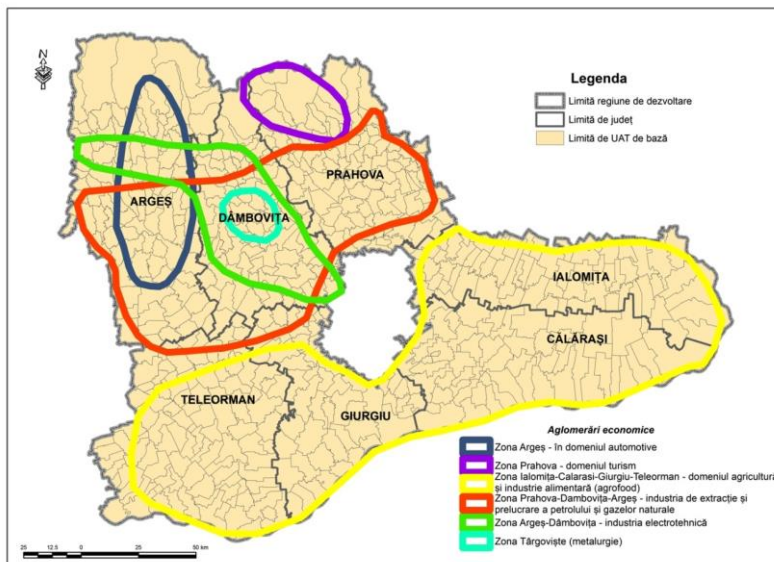 N
Legenda
Limită regiune de dezvoltare
Limită de județ
Limită de UAT de bază
PRAHOVA
ARGEȘ
DÂMBOVIȚA
IALOMIȚA
CĂLĂRAȘI
TELEORMAN
GIURGIU
Aglomerări economice
Zona Argeș - în domeniul automotive
Zona Prahova - domeniul turism
Zona Ialomița-Calarasi-Giurgiu-Teleorman - domeniul agricultură
și industrie alimentară (agrofood)
Zona Prahova-Dambovița-Argeș - industria de extracție și
prelucrare a petrolului și gazelor naturale
Zona Argeș-Dâmbovița - industria electrotehnică
Zona Târgoviște (metalurgie)
25 12.5 0 25 50 km